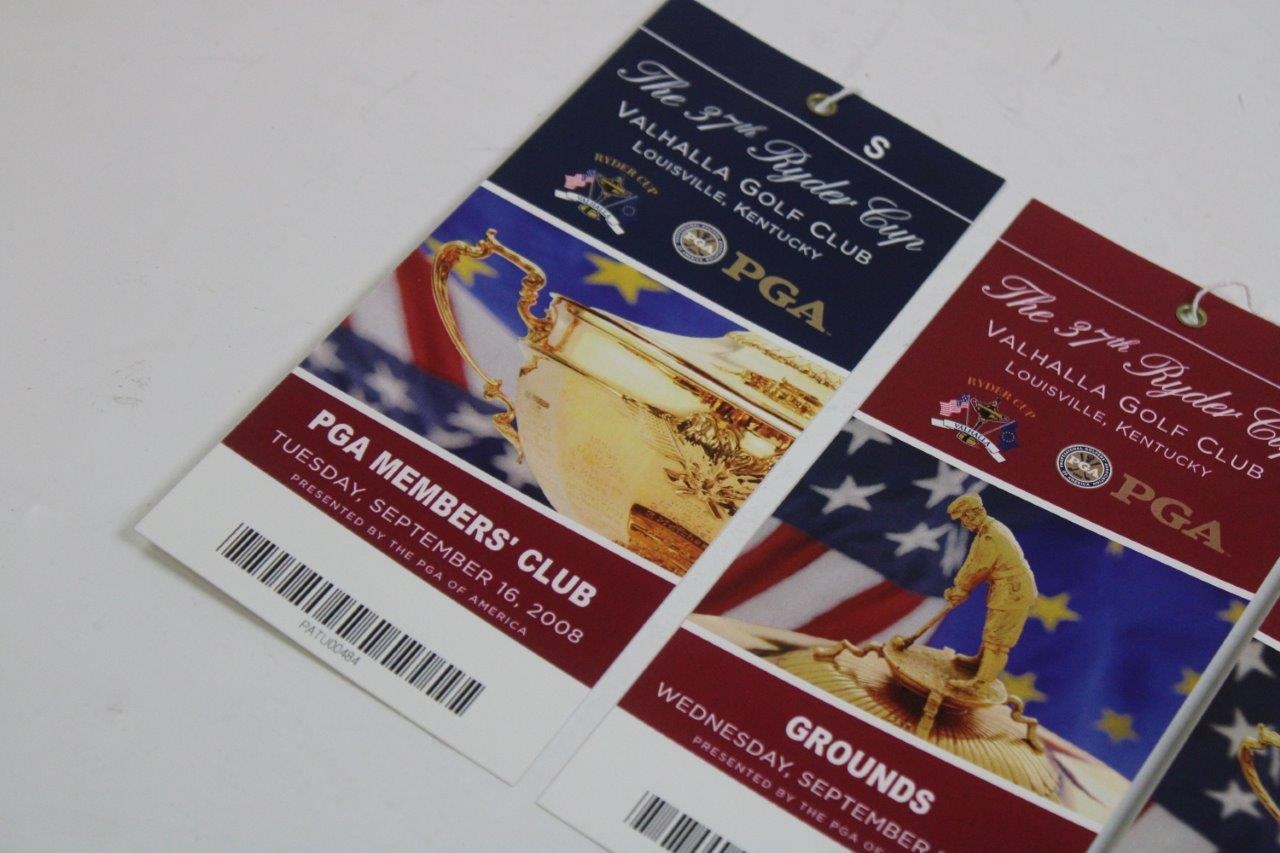 S
The 37th Ryder Cup
VALHALLA GOLF CLUB
LOUISVILLE, KENTUCKY
RYDER CUP
VALHALLA
PGA
PGA
PGA MEMBERS' CLUB
TUESDAY, SEPTEMBER 16, 2008
PRESENTED BY THE PGA OF AMERICA
PATU00484
The 37th Ryder
VALHALLA GOLF CLUB
LOUISVILLE, KENTUCKY
RYDER CUP
VALHALLA
PGA
PGA
GROUNDS
WEDNESDAY, SEPTEMBER
PRESENTED BY THE PGA OF